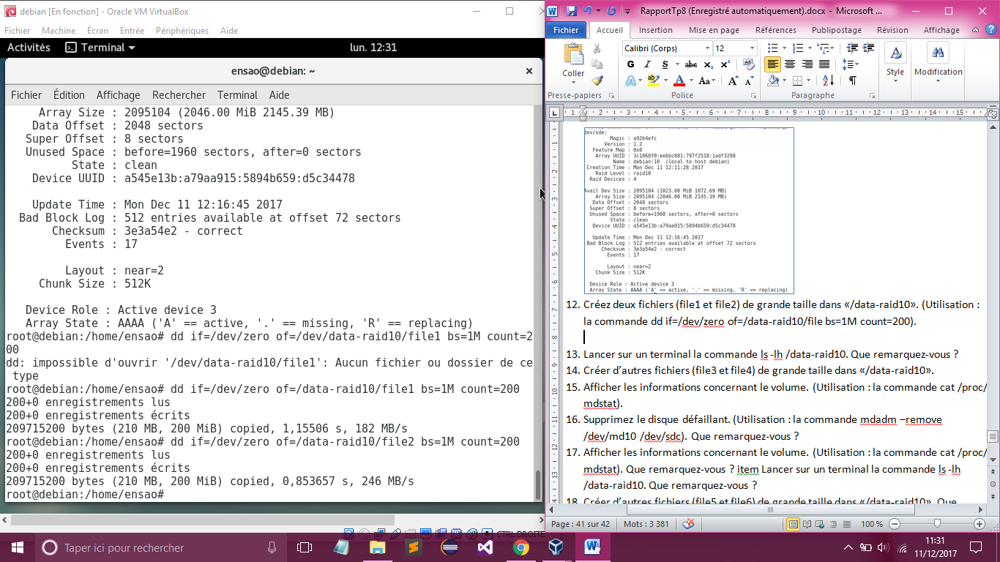 debian [En fonction] - Oracle VM VirtualBox
Fichier Machine Écran Entrée Périphériques Aide
Activités Terminal lun. 12:31
ensao@debian: ~
Fichier Édition Affichage Rechercher Terminal Aide
Array Size : 2095104 (2046.00 MiB 2145.39 MB)
Data Offset : 2048 sectors
Super Offset : 8 sectors
Unused Space : before=1960 sectors, after=0 sectors
State : clean
Device UUID : a545e13b:a79aa915:5894b659:d5c34478
Update Time : Mon Dec 11 12:16:45 2017
Bad Block Log : 512 entries available at offset 72 sectors
Checksum : 3e3a54e2 - correct
Events : 17
Layout : near=2
Chunk Size : 512K
Device Role : Active device 3
Array State : AAAA ('A' == active, '.' == missing, 'R' == replacing)
root@debian:/home/ensao# dd if=/dev/zero of=/dev/data-raid10/file1 bs=1M count=2
00
dd: impossible d'ouvrir '/dev/data-raid10/file1': Aucun fichier ou dossier de ce
type
root@debian:/home/ensao# dd if=/dev/zero of=/data-raid10/file1 bs=1M count=200
200+0 enregistrements lus
200+0 enregistrements écrits
209715200 bytes (210 MB, 200 MiB) copied, 1,15506 s, 182 MB/s
root@debian:/home/ensao# dd if=/dev/zero of=/data-raid10/file2 bs=1M count=200
200+0 enregistrements lus
200+0 enregistrements écrits
209715200 bytes (210 MB, 200 MiB) copied, 0,853657 s, 246 MB/s
root@debian:/home/ensao#
CTRL DROITE
RapportTp8 (Enregistré automatiquement).docx - Microsoft ...
Fichier Accueil Insertion Mise en page Références Publipostage Révision Affichage
Coller
Calibri (Corps) 12
G I S abc x₂ x²
Style
Modification
Presse-papiers Police Paragraphe
1 2 3 4 5 6 7 8 9 10 11 12 13 14 15
dev/sde:
Magic : a92b4efc
Version : 1.2
Feature Map : 0x0
Array UUID : 3c1068f0:eebbc081:797f2518:1adf3298
Name : debian:10 (local to host debian)
Creation Time : Mon Dec 11 12:11:28 2017
Raid Level : raid10
Raid Devices : 4
Avail Dev Size : 2095104 (1023.00 MiB 1072.69 MB)
Array Size : 2095104 (2046.00 MiB 2145.39 MB)
Data Offset : 2048 sectors
Super Offset : 8 sectors
Unused Space : before=1960 sectors, after=0 sectors
State : clean
Device UUID : a545e13b:a79aa915:5894b659:d5c34478
Update Time : Mon Dec 11 12:16:45 2017
Bad Block Log : 512 entries available at offset 72 sectors
Checksum : 3e3a54e2 - correct
Events : 17
Layout : near=2
Chunk Size : 512K
Device Role : Active device 3
Array State : AAAA ('A' == active, '.' == missing, 'R' == replacing)
12. Créez deux fichiers (file1 et file2) de grande taille dans «/data-raid10». (Utilisation :
la commande dd if=/dev/zero of=/data-raid10/file bs=1M count=200).
13. Lancer sur un terminal la commande ls -lh /data-raid10. Que remarquez-vous ?
14. Créer d'autres fichiers (file3 et file4) de grande taille dans «/data-raid10».
15. Afficher les informations concernant le volume. (Utilisation : la commande cat /proc/
mdstat).
16. Supprimez le disque défaillant. (Utilisation : la commande mdadm –remove
/dev/md10 /dev/sdc). Que remarquez-vous ?
17. Afficher les informations concernant le volume. (Utilisation : la commande cat /proc/
mdstat). Que remarquez-vous ? item Lancer sur un terminal la commande ls -lh
/data-raid10. Que remarquez-vous ?
18. Créer d'autres fichiers (file5 et file6) de grande taille dans «/data-raid10». Que
Page : 41 sur 42 Mots : 3 381 100 %
Taper ici pour rechercher
11:31
11/12/2017